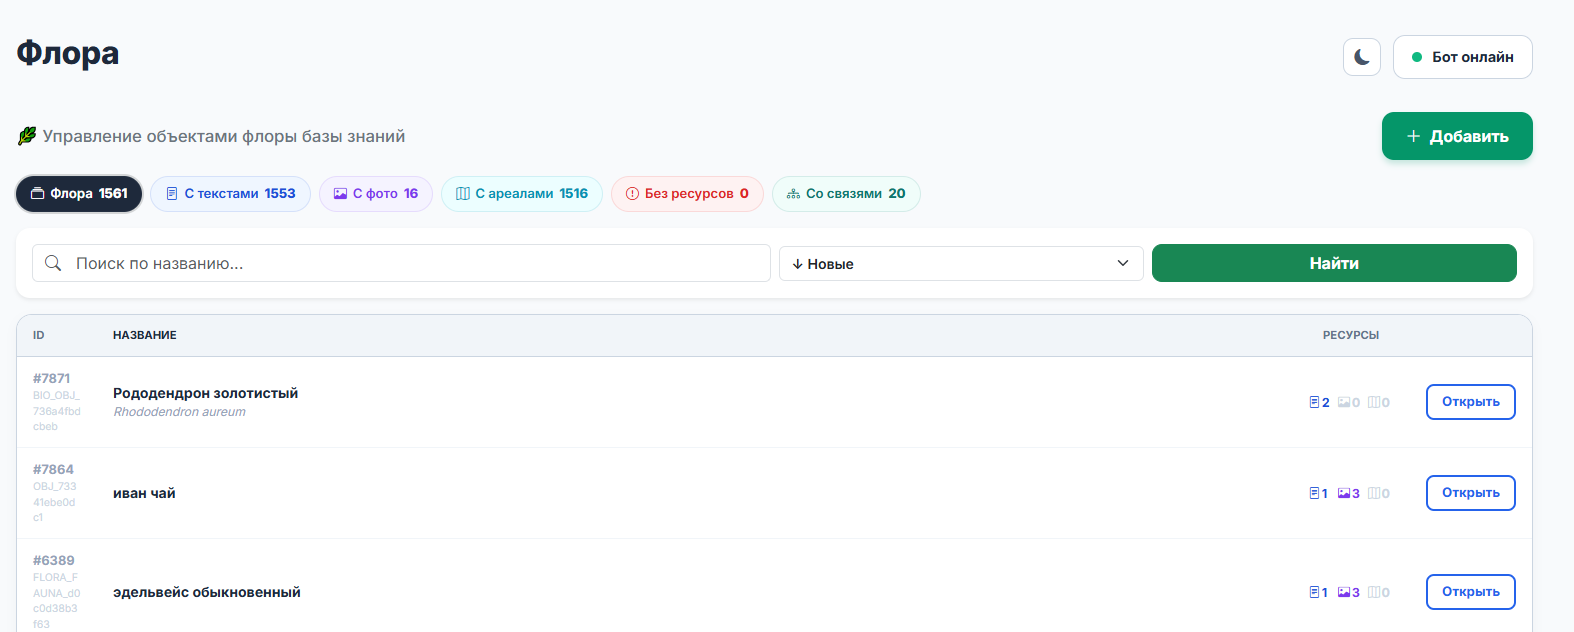 Флора
Бот онлайн
Управление объектами флоры базы знаний
+ Добавить
Флора 1561
С текстами 1553
С фото 16
С ареалами 1516
Без ресурсов 0
Со связями 20
Поиск по названию...
↓ Новые
Найти
ID НАЗВАНИЕ РЕСУРСЫ
#7871
BIO_OBJ_
736a4fbd
cbeb
Рододендрон золотистый
Rhododendron aureum
2 0 0
Открыть
#7864
OBJ_733
41ebe0d
c1
иван чай
1 3 0
Открыть
#6389
FLORA_F
AUNA_d0
c0d38b3
f63
эдельвейс обыкновенный
1 3 0
Открыть